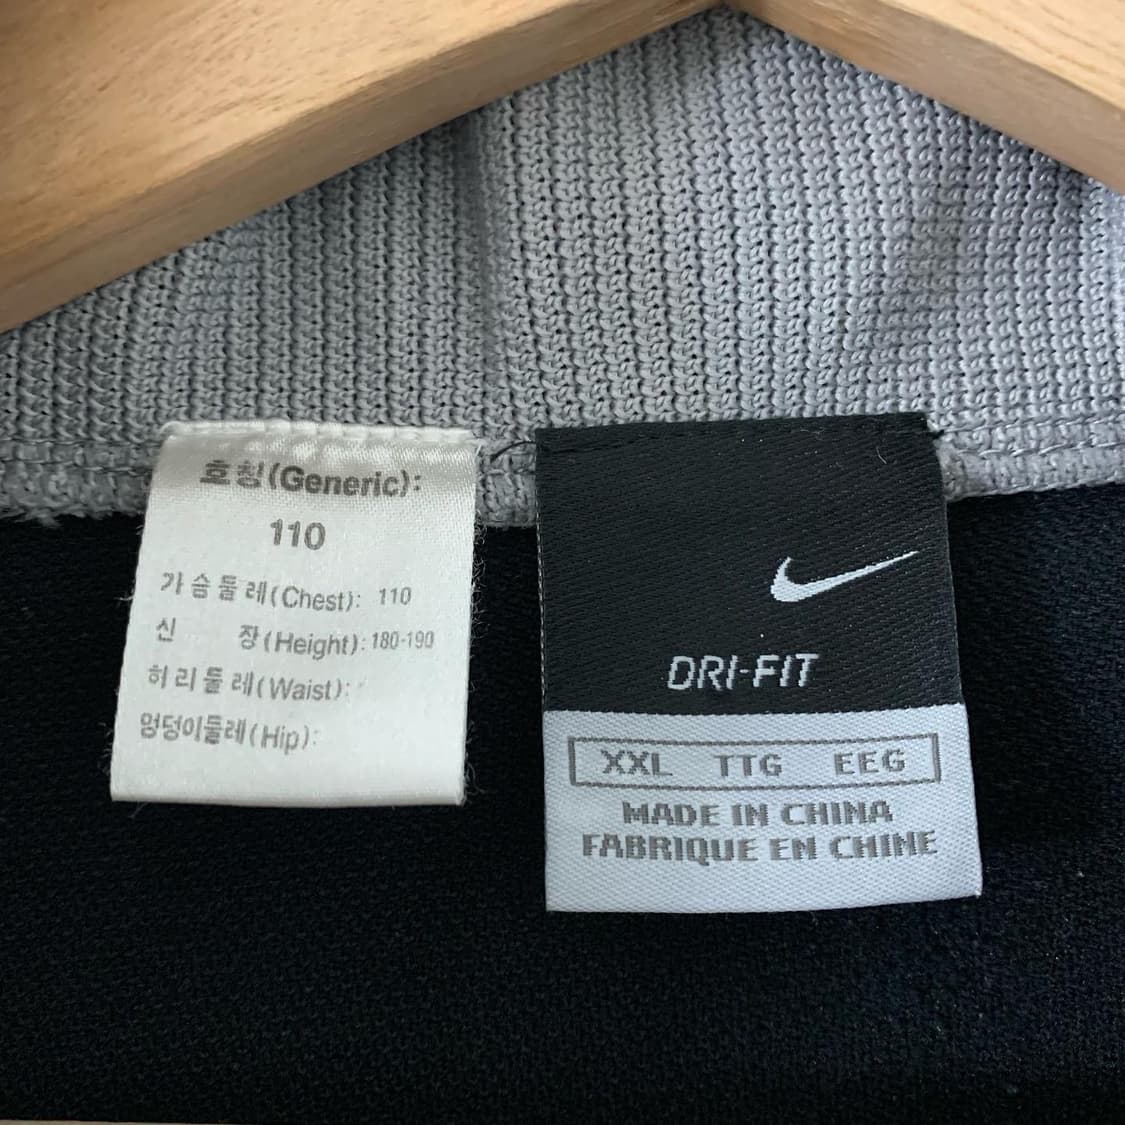 호칭(Generic):
110
가슴둘레(Chest): 110
신 장(Height): 180-190
허리둘레(Waist):
엉덩이둘레(Hip):
DRI-FIT
XXL TTG EEG
MADE IN CHINA
FABRIQUE EN CHINE